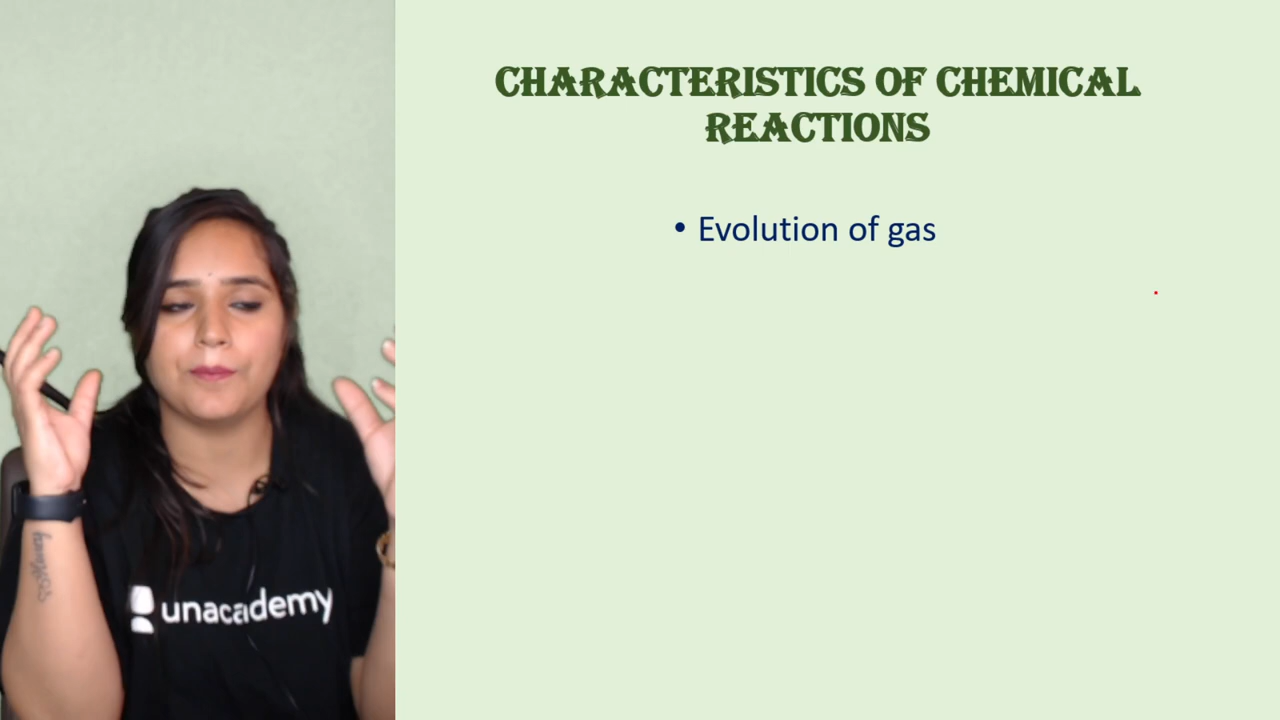 CHARACTERISTICS OF CHEMICAL
REACTIONS
• Evolution of gas
unacademy